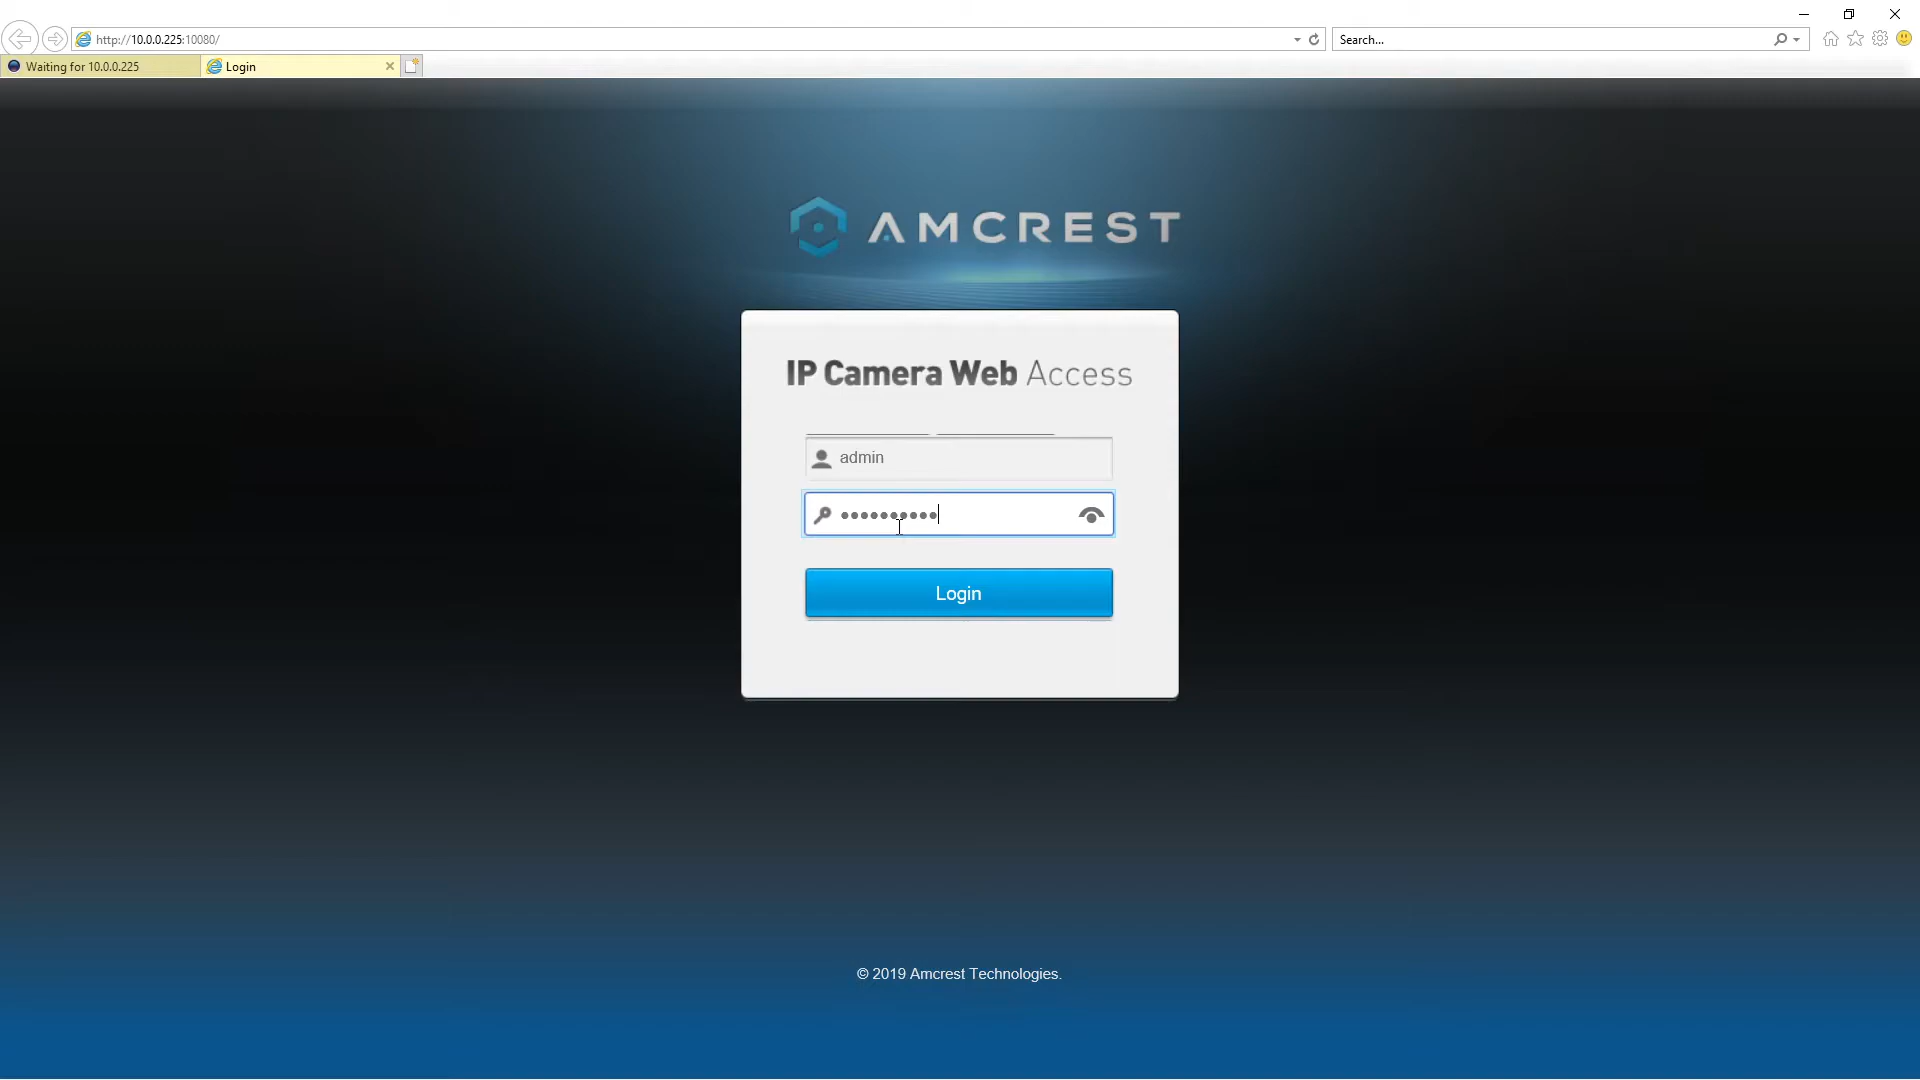 http://10.0.0.225:10080/
Search...
Waiting for 10.0.0.225
Login
AMCREST
IP Camera Web Access
admin
••••••••••
Login
© 2019 Amcrest Technologies.